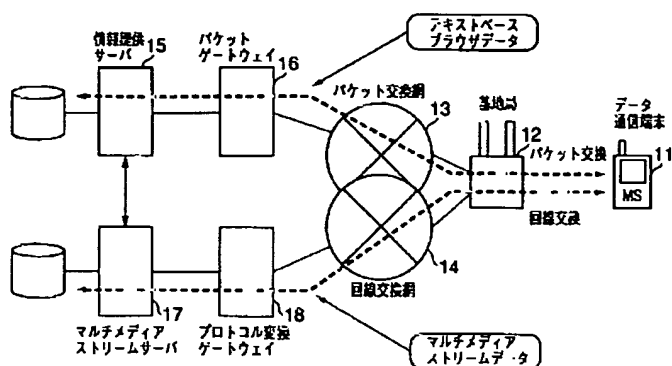 テキストベース
ブラウザデータ
情報提供
サーバ
15
パケット
ゲートウェイ
16
パケット交換網
13
基地局
12
データ
通信端末
11
パケット交換
MS
回線交換
14
回線交換網
17
マルチメディア
ストリームサーバ
18
プロトコル変換
ゲートウェイ
マルチメディア
ストリームデータ